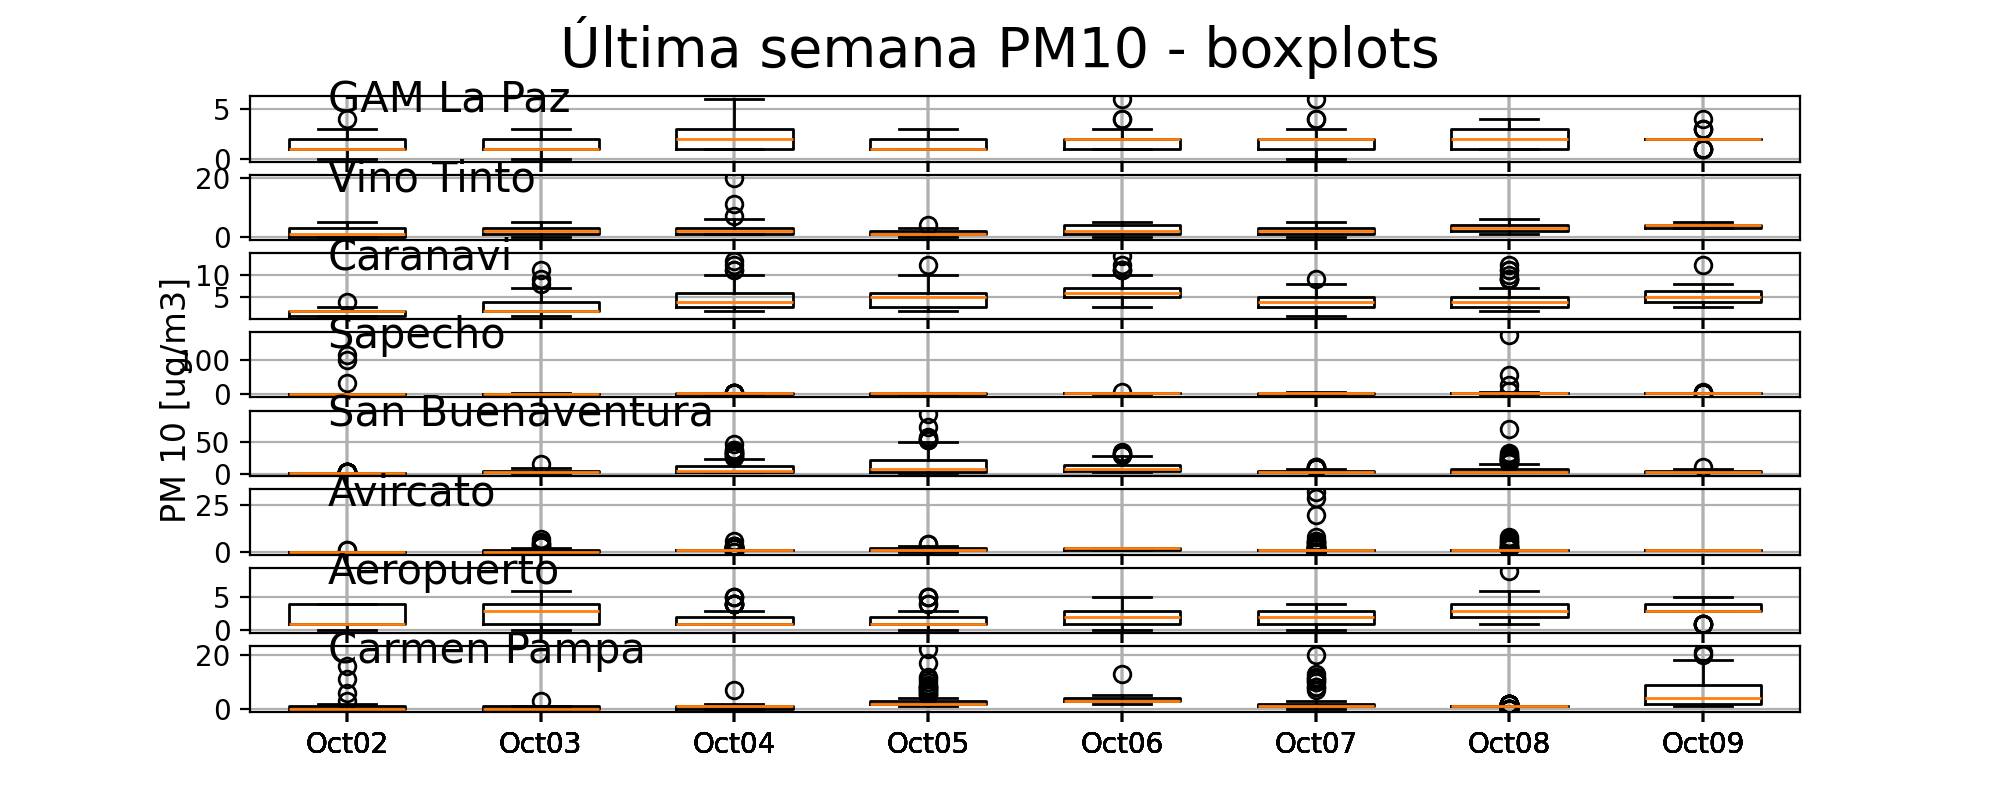 Última semana PM10 - boxplots
GAM La Paz
5
0
Vino Tinto
20
0
Caranavi
10
5
Sapecho
100
0
San Buenaventura
50
0
Avircato
25
0
Aeropuerto
5
0
Carmen Pampa
20
0
PM 10 [ug/m3]
Oct02 Oct03 Oct04 Oct05 Oct06 Oct07 Oct08 Oct09